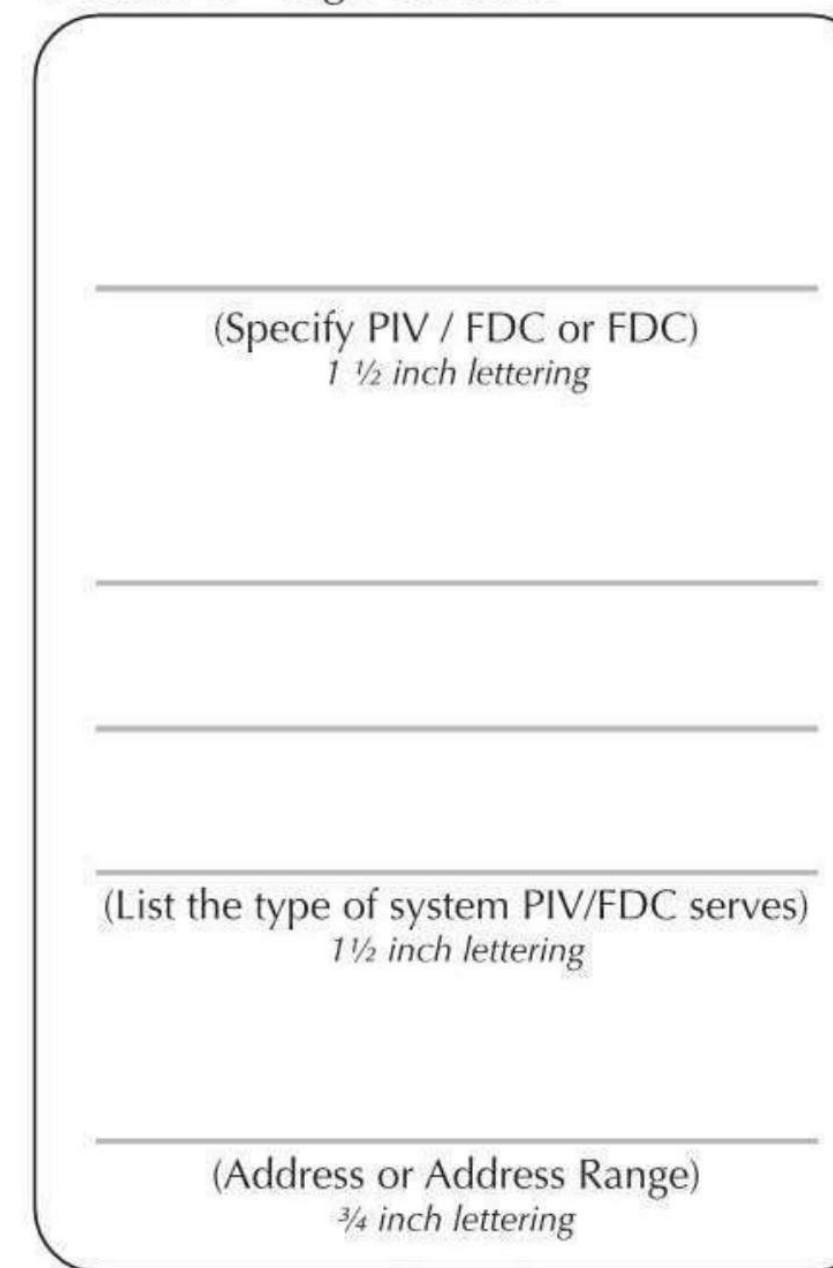 (Specify PIV / FDC or FDC)
1 ½ inch lettering
(List the type of system PIV/FDC serves)
1½ inch lettering
(Address or Address Range)
¾ inch lettering